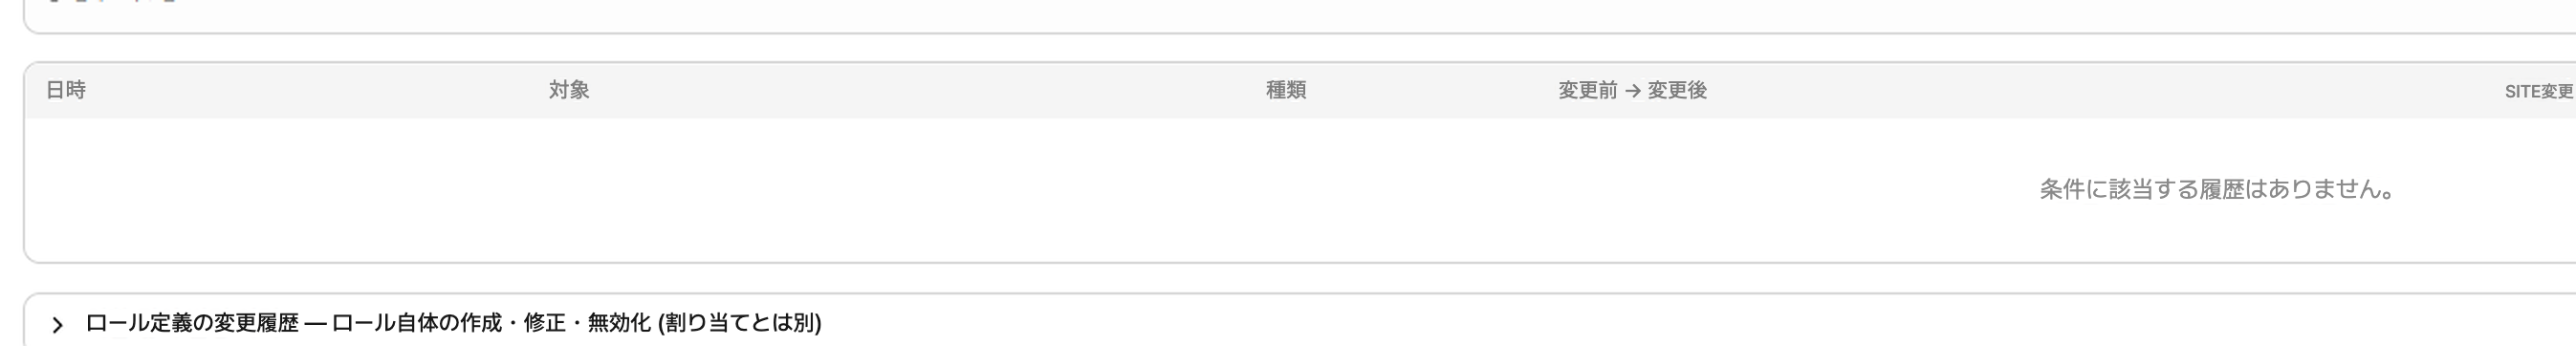 日時 対象 種類 変更前 → 変更後 SITE変更
条件に該当する履歴はありません。
ロール定義の変更履歴 — ロール自体の作成・修正・無効化 (割り当てとは別)